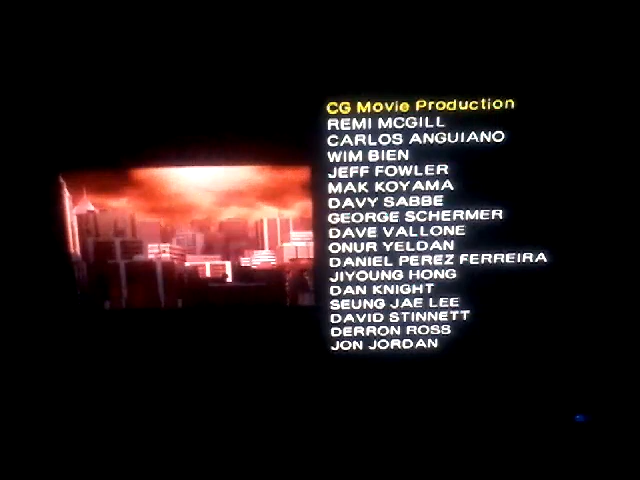 CG Movie Production
REMI MCGILL
CARLOS ANGUIANO
WIM BIEN
JEFF FOWLER
MAK KOYAMA
DAVY SABBE
GEORGE SCHERMER
DAVE VALLONE
ONUR YELDAN
DANIEL PEREZ FERREIRA
JIYOUNG HONG
DAN KNIGHT
SEUNG JAE LEE
DAVID STINNETT
DERRON ROSS
JON JORDAN